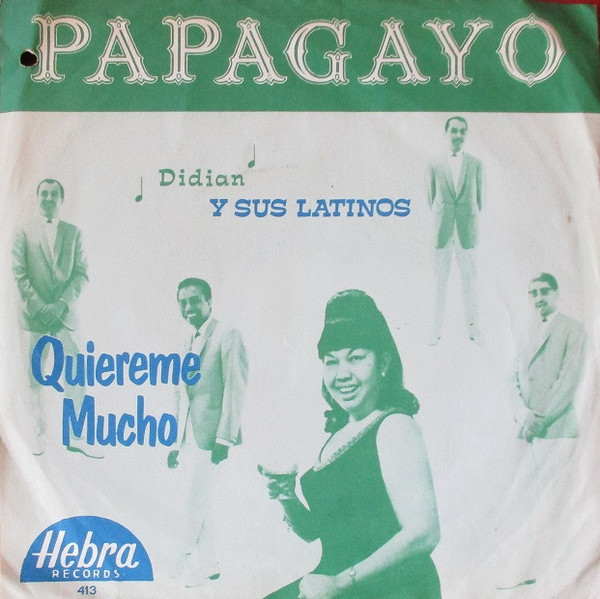 PAPAGAYO
Didian
Y SUS LATINOS
Quiereme
Mucho
Hebra
RECORDS
413